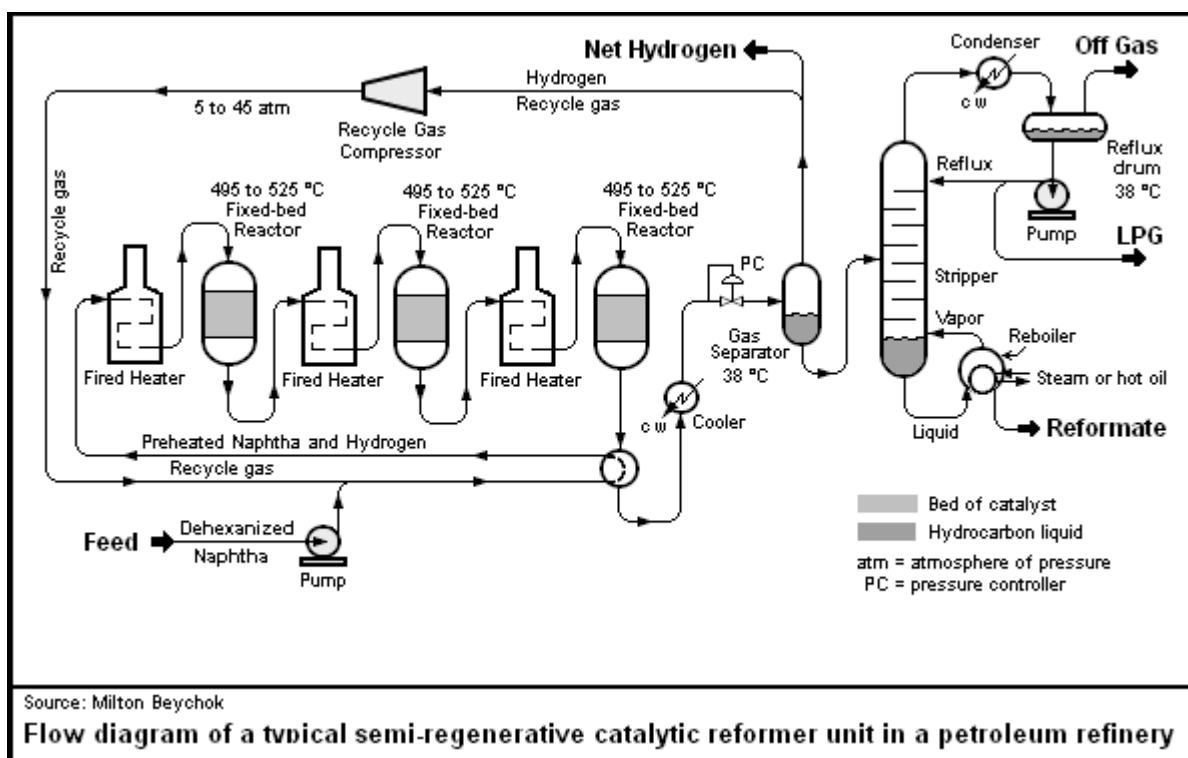 Net Hydrogen
Condenser
Off Gas
Hydrogen
Recycle gas
c w
5 to 45 atm
Recycle Gas
Compressor
Reflux
drum
38 ºC
Reflux
Pump
LPG
Recycle gas
495 to 525 ºC
Fixed-bed
Reactor
495 to 525 ºC
Fixed-bed
Reactor
495 to 525 ºC
Fixed-bed
Reactor
PC
Stripper
Gas
Separator
38 ºC
Vapor
Reboiler
Steam or hot oil
Fired Heater
Fired Heater
Fired Heater
c w
Cooler
Liquid
Reformate
Preheated Naphtha and Hydrogen
Recycle gas
Feed
Dehexanized
Naphtha
Pump
Bed of catalyst
Hydrocarbon liquid
atm = atmosphere of pressure
PC = pressure controller
Source: Milton Beychok
Flow diagram of a typical semi-regenerative catalytic reformer unit in a petroleum refinery